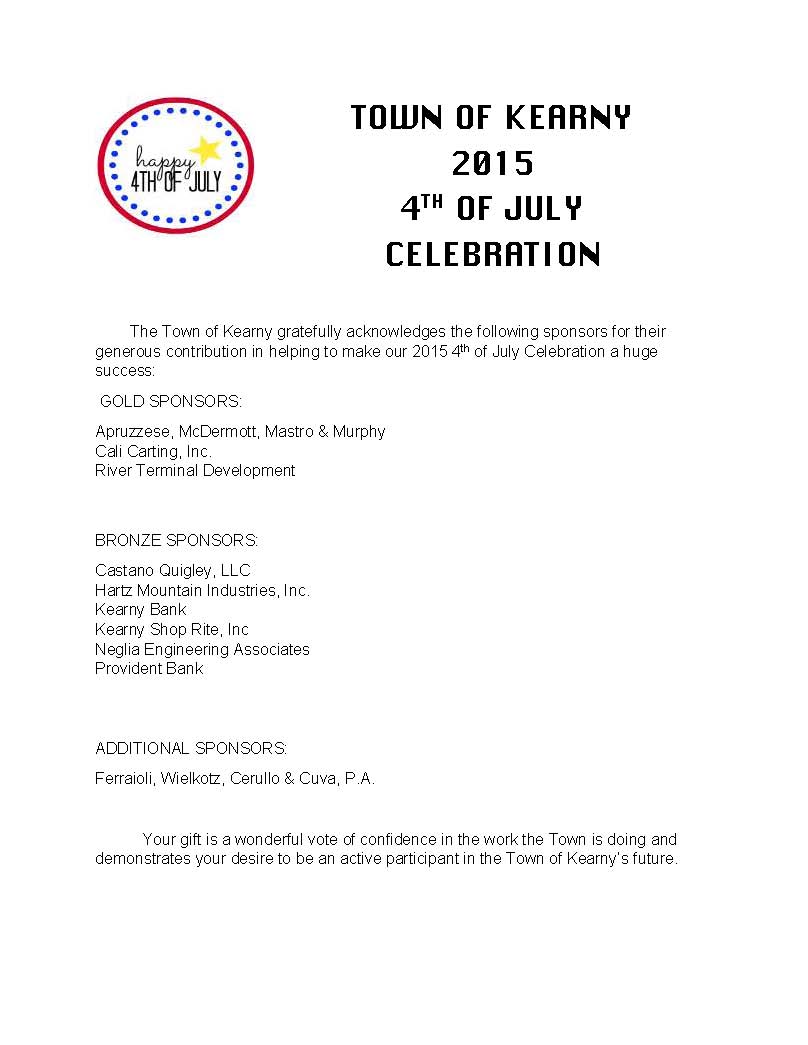 happy
4TH OF JULY
TOWN OF KEARNY
2015
4TH OF JULY
CELEBRATION
The Town of Kearny gratefully acknowledges the following sponsors for their
generous contribution in helping to make our 2015 4th of July Celebration a huge
success:
GOLD SPONSORS:
Apruzzese, McDermott, Mastro & Murphy
Cali Carting, Inc.
River Terminal Development
BRONZE SPONSORS:
Castano Quigley, LLC
Hartz Mountain Industries, Inc.
Kearny Bank
Kearny Shop Rite, Inc
Neglia Engineering Associates
Provident Bank
ADDITIONAL SPONSORS:
Ferraioli, Wielkotz, Cerullo & Cuva, P.A.
Your gift is a wonderful vote of confidence in the work the Town is doing and
demonstrates your desire to be an active participant in the Town of Kearny's future.